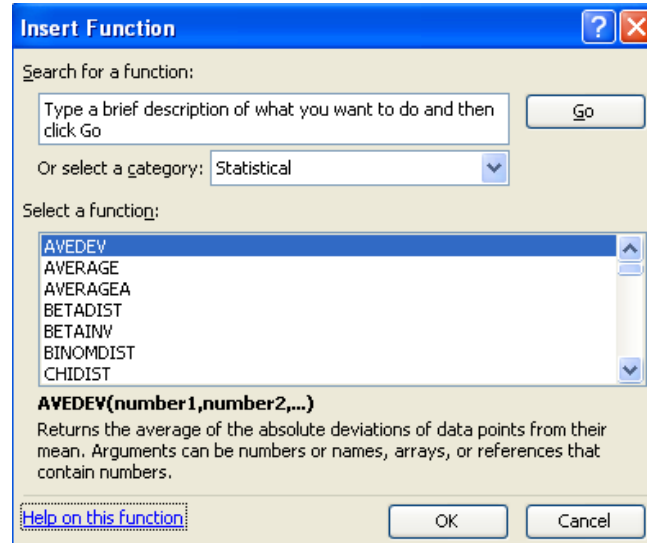 Insert Function
Search for a function:
Type a brief description of what you want to do and then
click Go
Go
Or select a category: Statistical
Select a function:
AVEDEV
AVERAGE
AVERAGEA
BETADIST
BETAINV
BINOMDIST
CHIDIST
AVEDEV(number1,number2,...)
Returns the average of the absolute deviations of data points from their
mean. Arguments can be numbers or names, arrays, or references that
contain numbers.
Help on this function
OK
Cancel